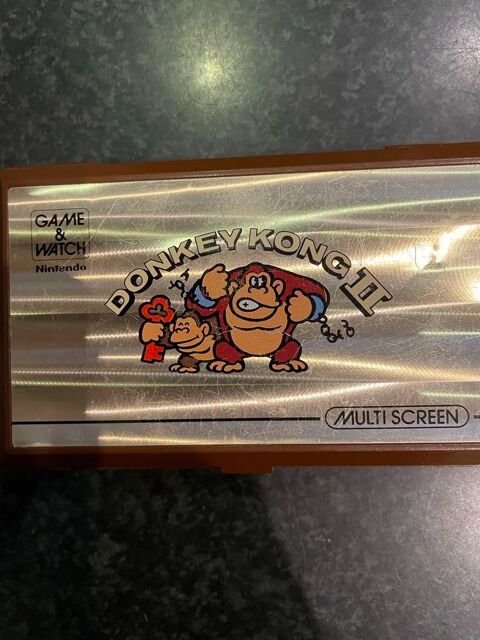 GAME
&
WATCH
Nintendo
DONKEY KONG II
MULTI SCREEN